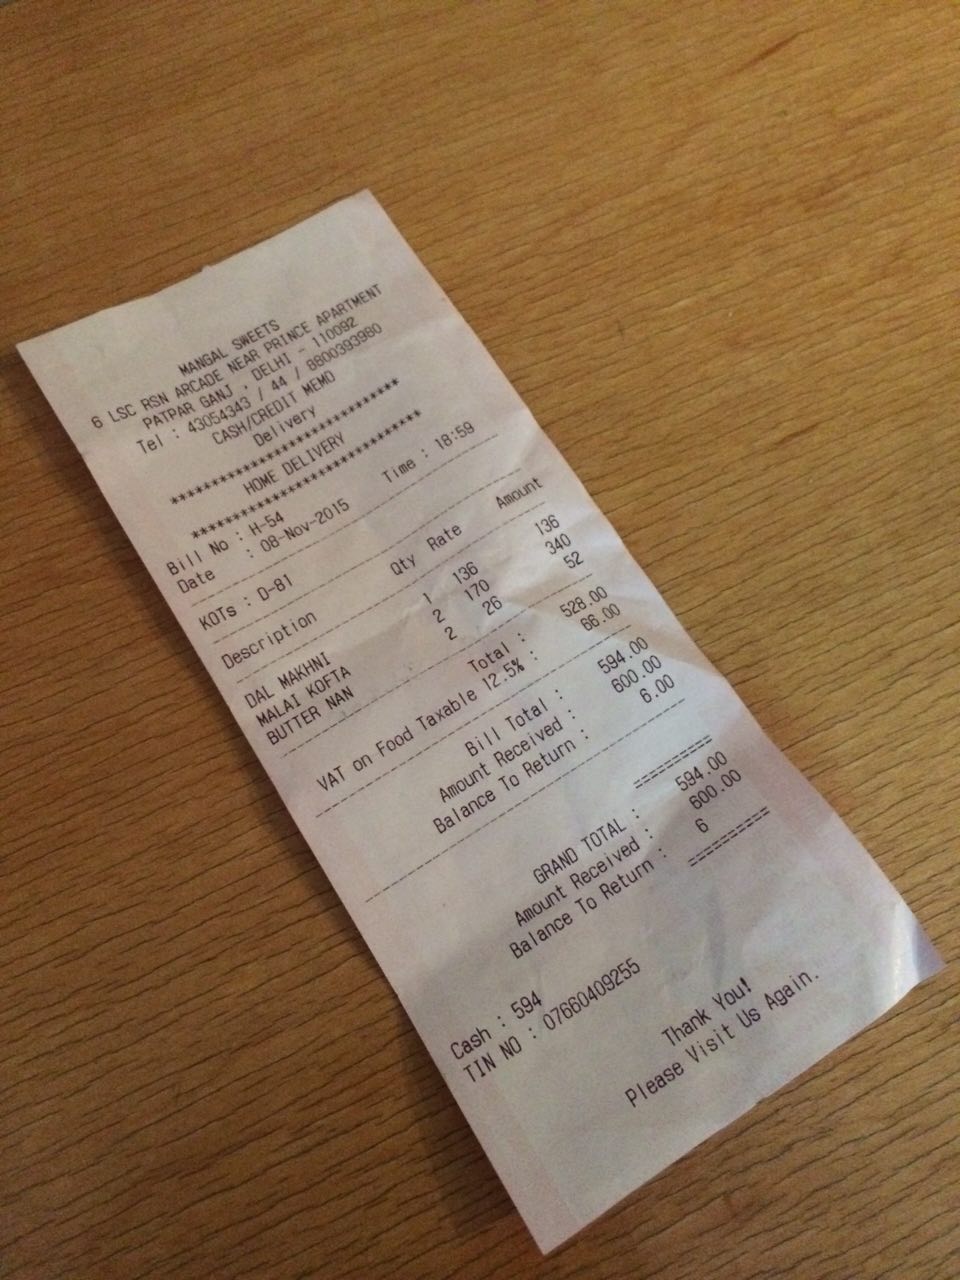 MANGAL SWEETS
6 LSC RSN ARCADE NEAR PRINCE APARTMENT
PATPAR GANJ , DELHI - 110092
Tel : 43054343 / 44 / 8800393980
CASH/CREDIT MEMO
Delivery
******************************
HOME DELIVERY
******************************
Bill No : H-54
Date : 08-Nov-2015 Time : 18:59
KOTs : D-81
Description Qty Rate Amount
DAL MAKHNI 1 136 136
MALAI KOFTA 2 170 340
BUTTER NAN 2 26 52
Total : 528.00
VAT on Food Taxable 12.5% : 66.00
Bill Total : 594.00
Amount Received : 600.00
Balance To Return : 6.00
GRAND TOTAL : 594.00
Amount Received : 600.00
Balance To Return : 6
Cash : 594
TIN NO : 07660409255
Thank You!
Please Visit Us Again.